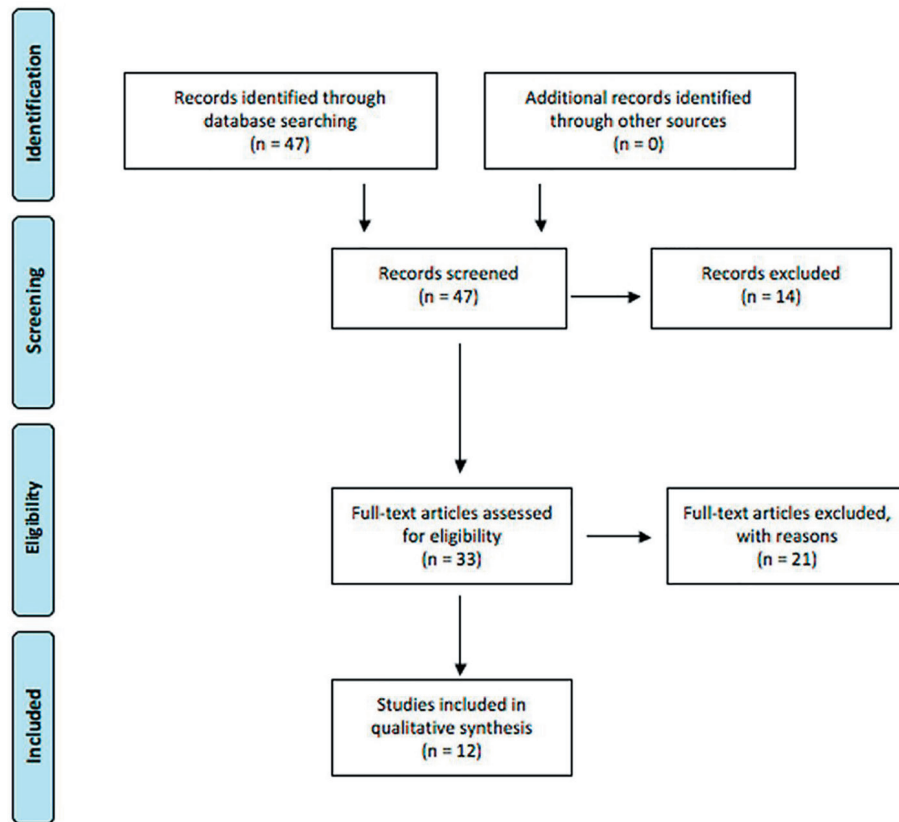 Identification
Records identified through
database searching
(n = 47)
Additional records identified
through other sources
(n = 0)
Screening
Records screened
(n = 47)
Records excluded
(n = 14)
Eligibility
Full-text articles assessed
for eligibility
(n = 33)
Full-text articles excluded,
with reasons
(n = 21)
Included
Studies included in
qualitative synthesis
(n = 12)